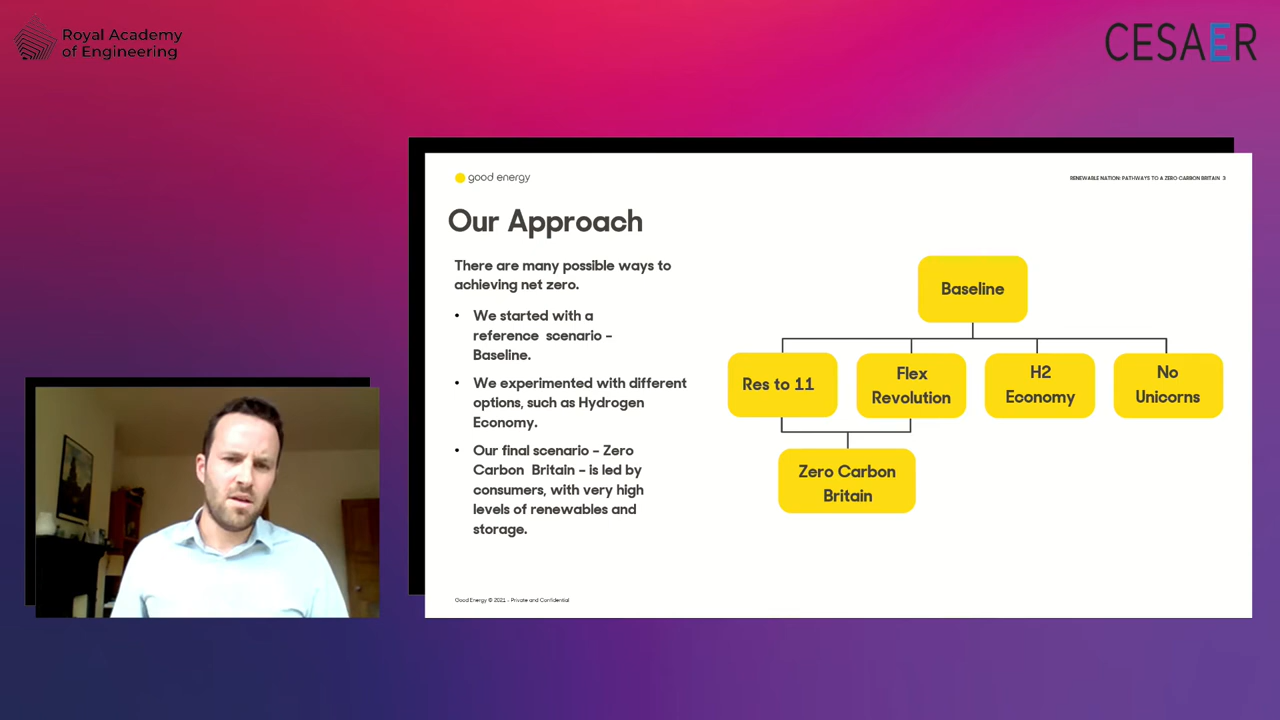 Royal Academy
of Engineering
CESAER
good energy
RENEWABLE NATION: PATHWAYS TO A ZERO CARBON BRITAIN 3
Our Approach
There are many possible ways to
achieving net zero.
• We started with a
reference scenario -
Baseline.
• We experimented with different
options, such as Hydrogen
Economy.
• Our final scenario - Zero
Carbon Britain - is led by
consumers, with very high
levels of renewables and
storage.
Baseline
Res to 11
Flex
Revolution
H2
Economy
No
Unicorns
Zero Carbon
Britain
Good Energy © 2021 - Private and Confidential